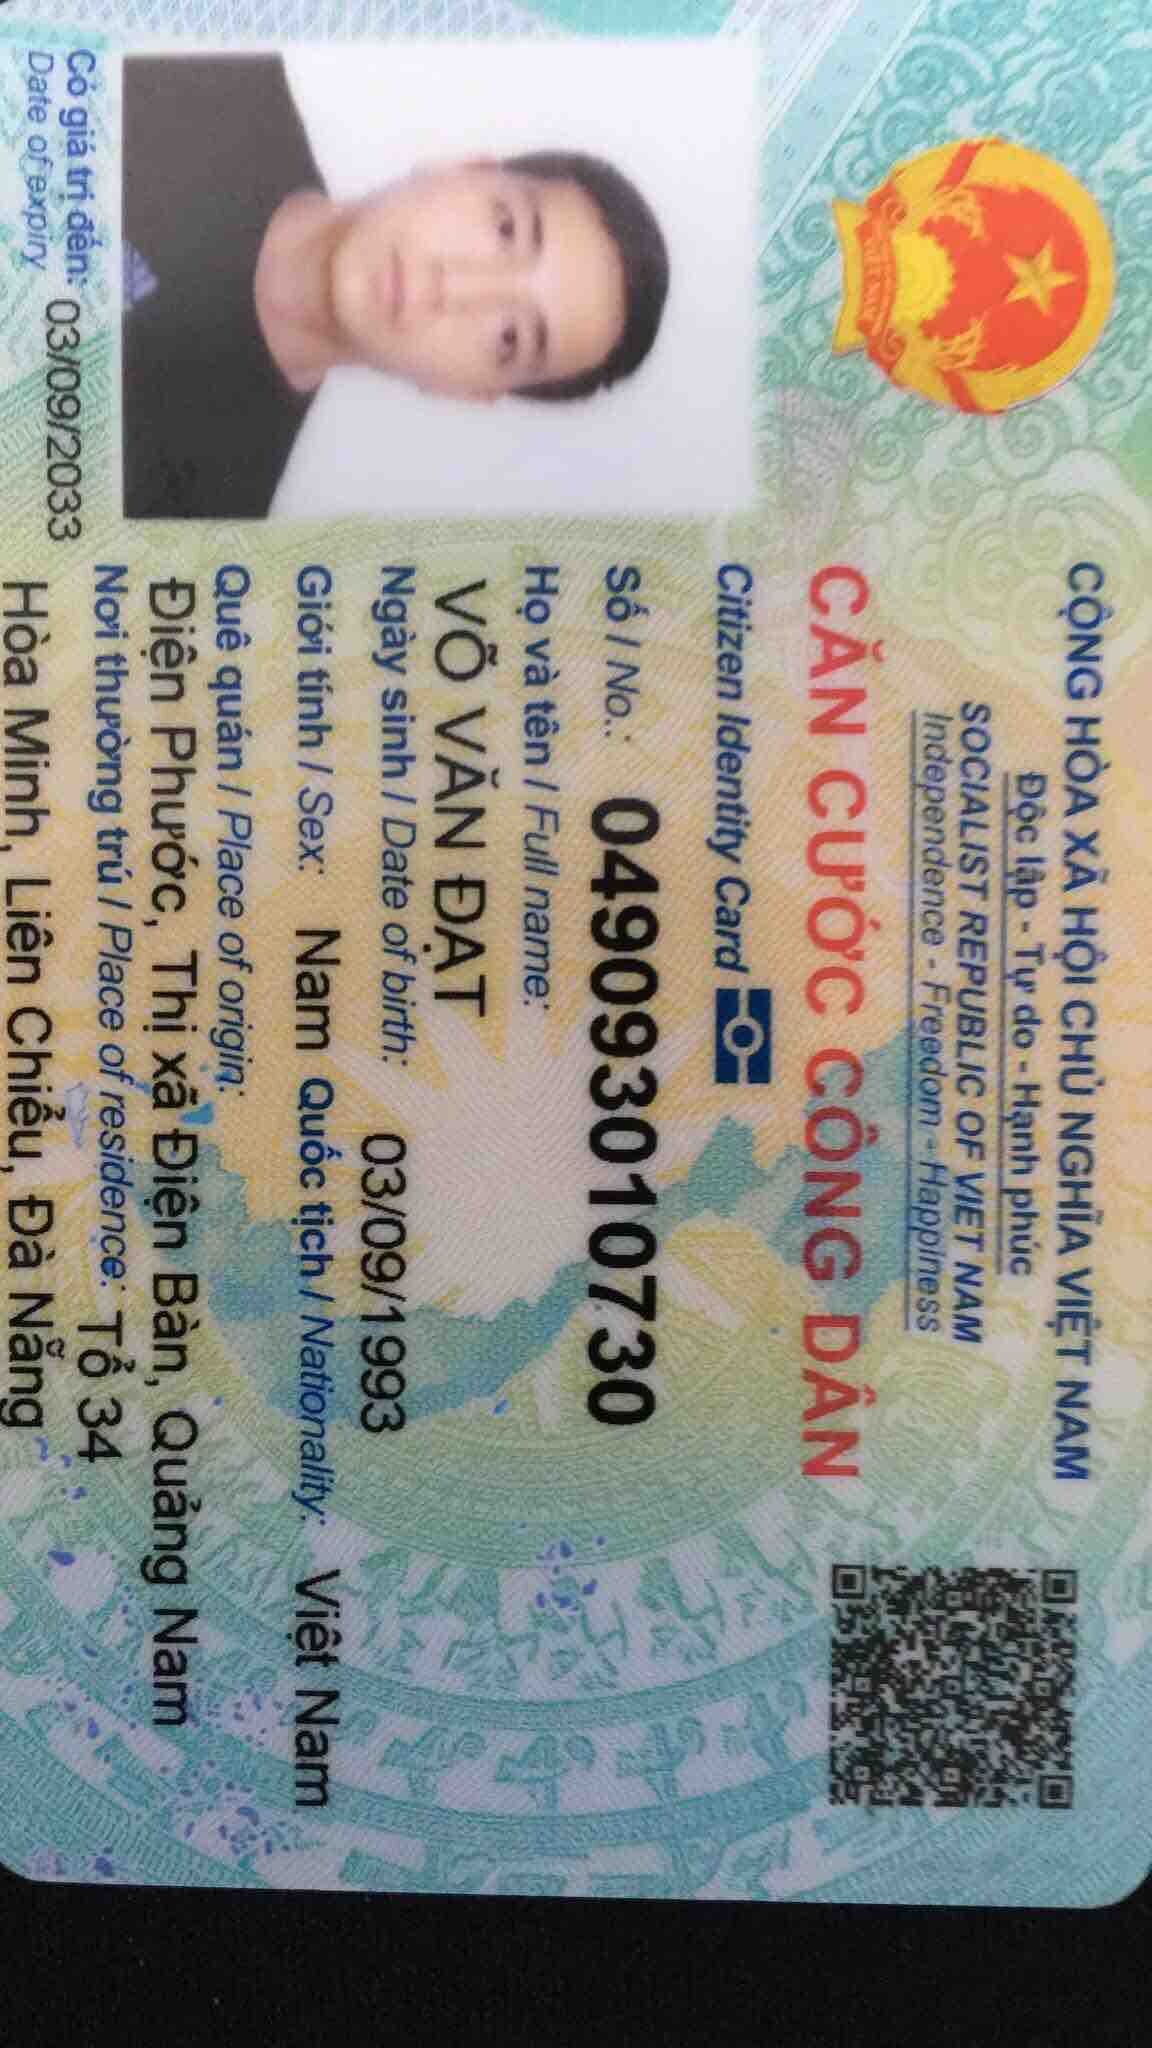 CỘNG HÒA XÃ HỘI CHỦ NGHĨA VIỆT NAM
Độc lập - Tự do - Hạnh phúc
SOCIALIST REPUBLIC OF VIET NAM
Independence - Freedom - Happiness
CĂN CƯỚC CÔNG DÂN
Citizen Identity Card
Số / No.: 049093010730
Họ và tên / Full name:
VÕ VĂN ĐẠT
Ngày sinh / Date of birth: 03/09/1993
Giới tính / Sex: Nam Quốc tịch / Nationality: Việt Nam
Quê quán / Place of origin:
Điện Phước, Thị xã Điện Bàn, Quảng Nam
Nơi thường trú / Place of residence: Tổ 34
Hòa Minh, Liên Chiểu, Đà Nẵng
Có giá trị đến: 03/09/2033
Date of expiry